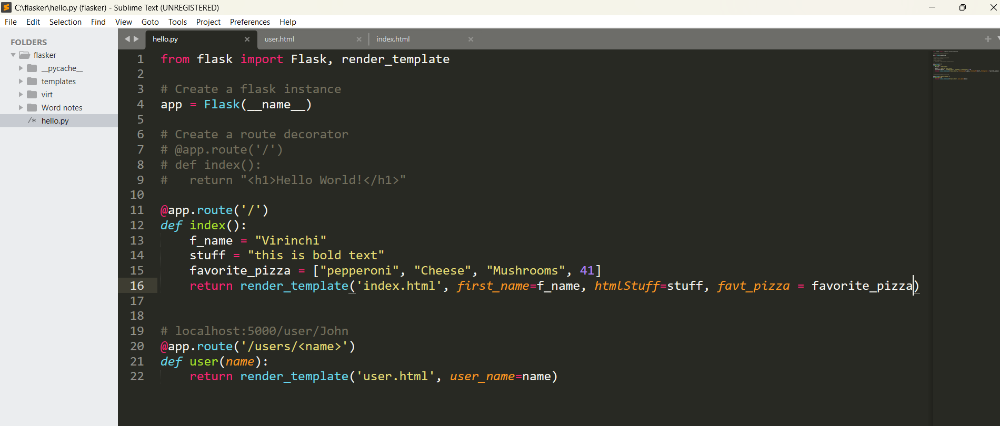 C:\flasker\hello.py (flasker) - Sublime Text (UNREGISTERED)
File Edit Selection Find View Goto Tools Project Preferences Help
FOLDERS
flasker
__pycache__
templates
virt
Word notes
/* hello.py
hello.py user.html index.html
1 from flask import Flask, render_template
2
3 # Create a flask instance
4 app = Flask(__name__)
5
6 # Create a route decorator
7 # @app.route('/')
8 # def index():
9 #   return "<h1>Hello World!</h1>"
10
11 @app.route('/')
12 def index():
13     f_name = "Virinchi"
14     stuff = "this is bold text"
15     favorite_pizza = ["pepperoni", "Cheese", "Mushrooms", 41]
16     return render_template('index.html', first_name=f_name, htmlStuff=stuff, favt_pizza = favorite_pizza)
17
18
19 # localhost:5000/user/John
20 @app.route('/users/<name>')
21 def user(name):
22     return render_template('user.html', user_name=name)